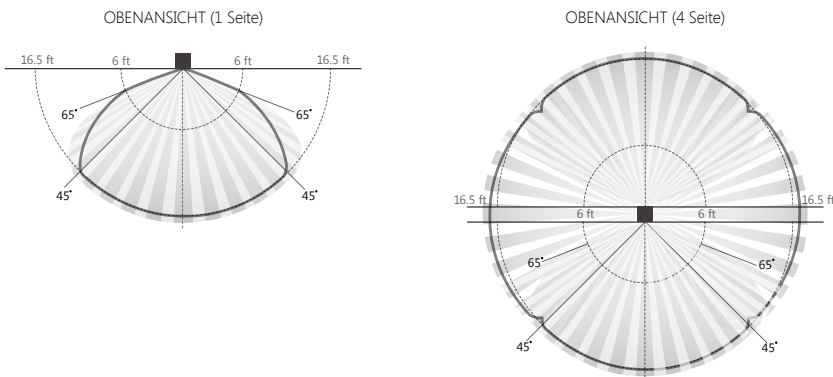 OBENANSICHT (1 Seite)
OBENANSICHT (4 Seite)
16.5 ft 6 ft 6 ft 16.5 ft
65° 65°
45° 45°
16.5 ft 6 ft 6 ft 16.5 ft
65° 65°
45° 45°